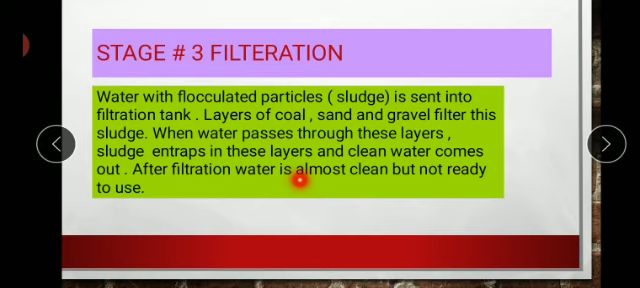 STAGE # 3 FILTERATION
Water with flocculated particles ( sludge) is sent into
filtration tank . Layers of coal , sand and gravel filter this
sludge. When water passes through these layers ,
sludge entraps in these layers and clean water comes
out . After filtration water is almost clean but not ready
to use.